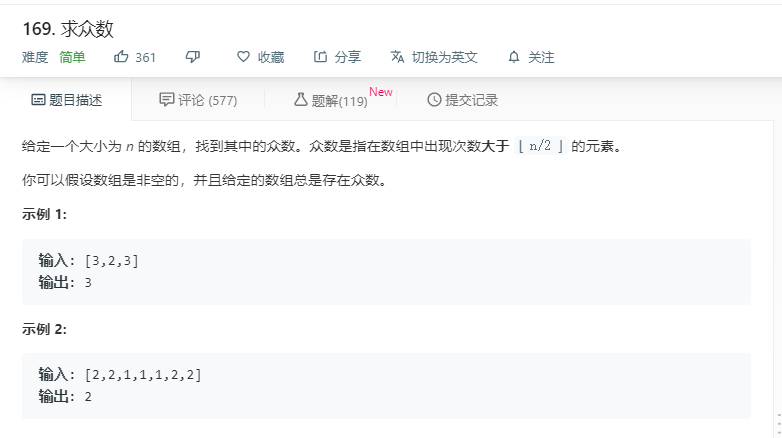 169. 求众数
难度 简单 361 收藏 分享 切换为英文 关注
题目描述 评论 (577) 题解(119) New 提交记录
给定一个大小为 n 的数组，找到其中的众数。众数是指在数组中出现次数大于 ⌊ n/2 ⌋ 的元素。
你可以假设数组是非空的，并且给定的数组总是存在众数。
示例 1:
输入: [3,2,3]
输出: 3
示例 2:
输入: [2,2,1,1,1,2,2]
输出: 2